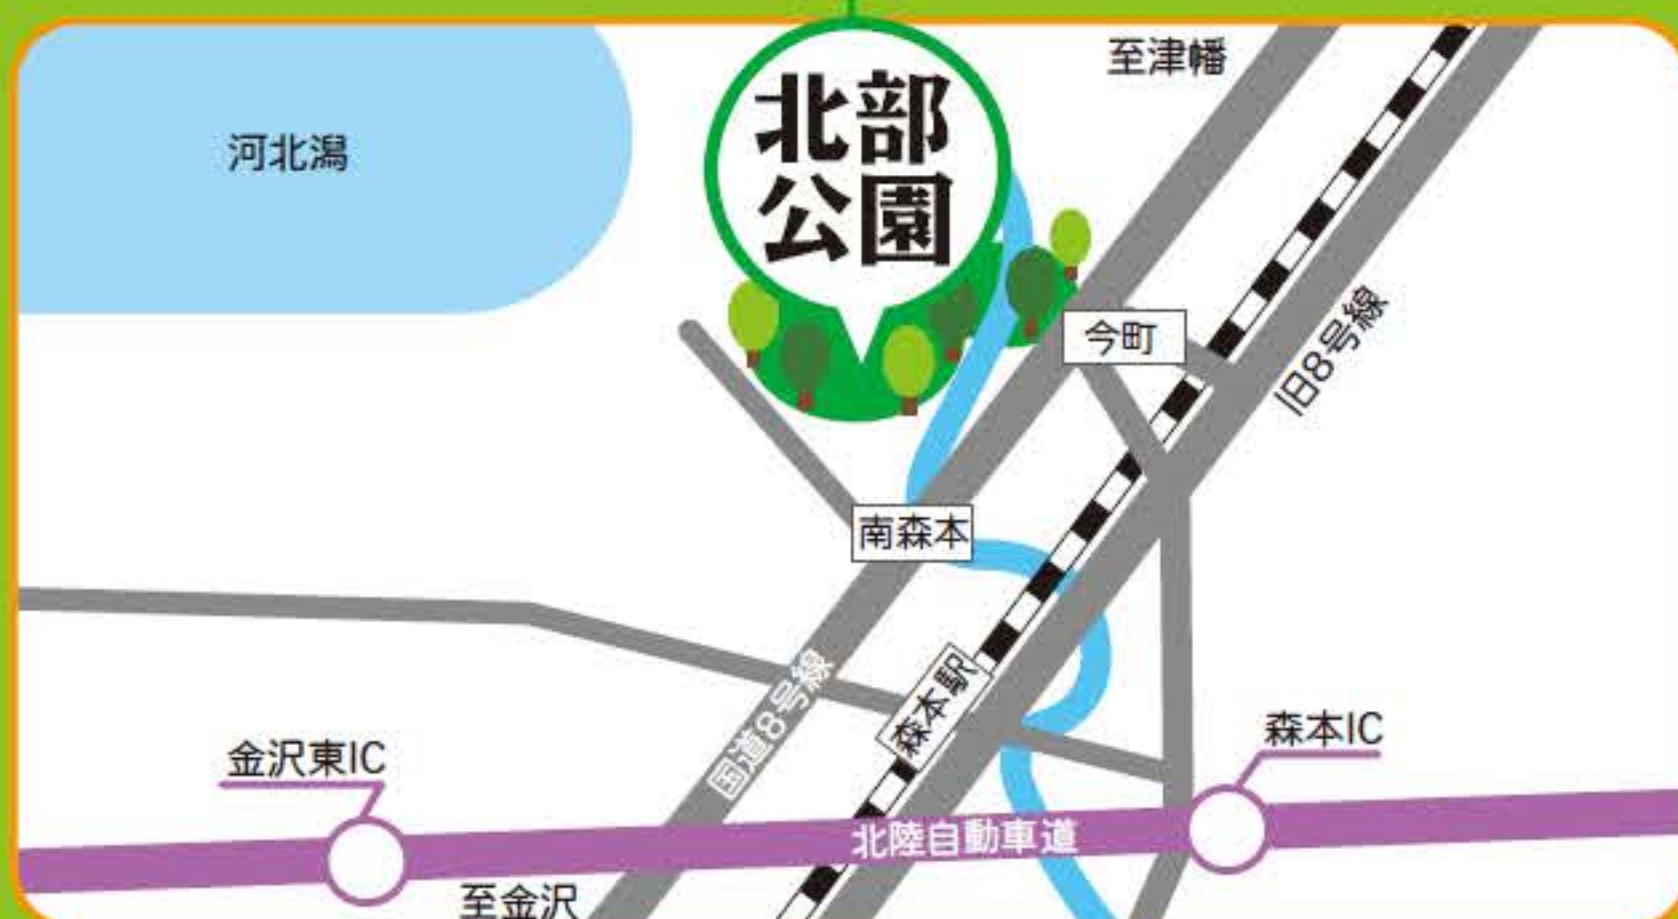 至津幡
北部
公園
河北潟
今町
旧8号線
南森本
国道8号線
森本駅
森本IC
金沢東IC
北陸自動車道
至金沢